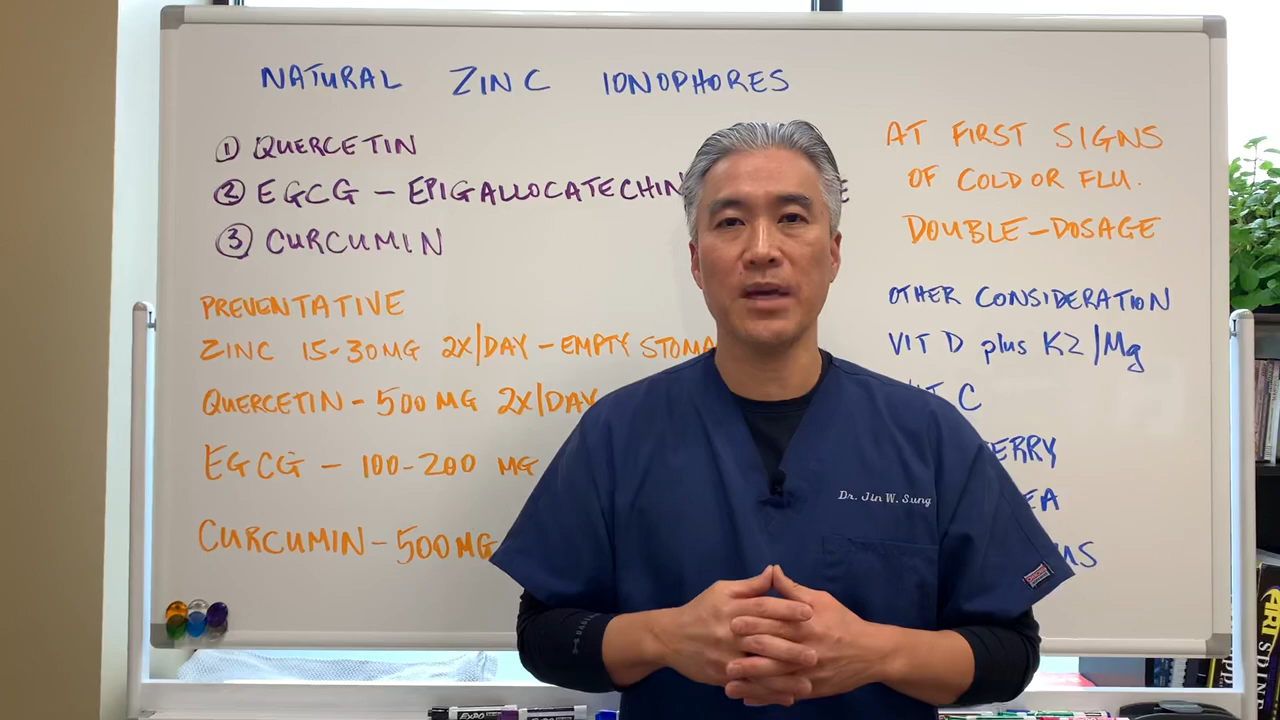 NATURAL ZINC IONOPHORES
① QUERCETIN
② EGCG – EPIGALLOCATECHIN
③ CURCUMIN
PREVENTATIVE
ZINC 15-30MG 2X/DAY – EMPTY
QUERCETIN – 500 MG 2X/DAY
EGCG – 100-200 MG
CURCUMIN – 500MG
AT FIRST SIGNS
OF COLD OR FLU.
DOUBLE-DOSAGE
OTHER CONSIDERATION
VIT D plus K2/Mg
C
Dr. Jin W. Sung
EXPO